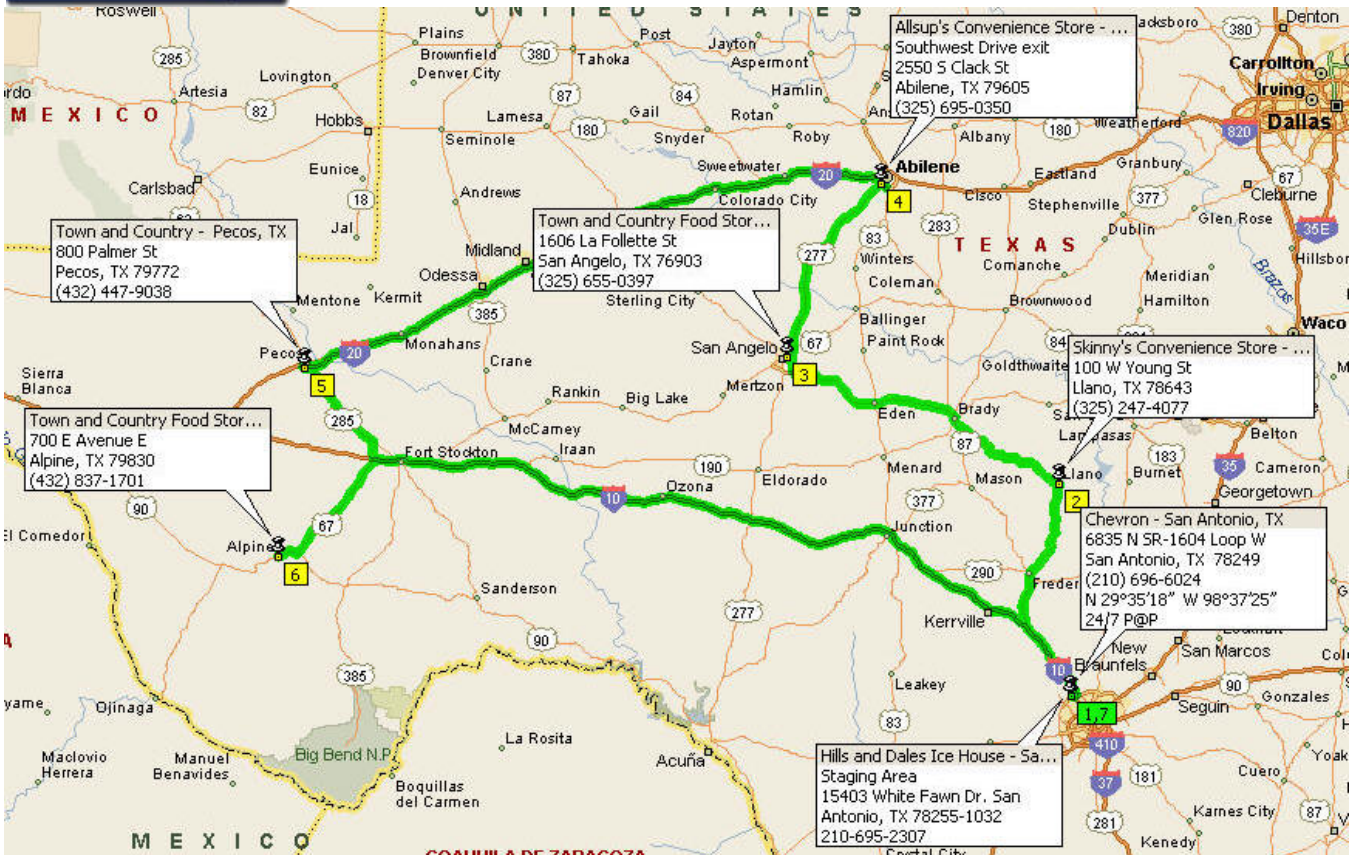 UNITED STATES
Roswell
Plains
Post
Jayton
Brownfield
380
Tahoka
Aspermont
Denver City
285
Lovington
Artesia
82
MEXICO
Hobbs
87
84
Hamlin
Lamesa
Gail
180
Snyder
Rotan
Roby
Seminole
Eunice
Carlsbad
18
Jal
Andrews
Sweetwater
20
Colorado City
Abilene
4
Allsup's Convenience Store - ...
Southwest Drive exit
2550 S Clack St
Abilene, TX 79605
(325) 695-0350
Denton
380
Carrollton
Irving
Dallas
Weatherford
820
Albany
180
Granbury
67
Cleburne
Eastland
Cisco
377
Stephenville
Glen Rose
35E
Dublin
283
TEXAS
83
Winters
Coleman
Comanche
Meridian
Hamilton
Brazos
Waco
Brownwood
Ballinger
Paint Rock
Goldthwaite
84
Town and Country - Pecos, TX
800 Palmer St
Pecos, TX 79772
(432) 447-9038
Town and Country Food Stor...
1606 La Follette St
San Angelo, TX 76903
(325) 655-0397
277
Midland
Odessa
Sterling City
Mentone
Kermit
385
67
San Angelo
3
Mertzon
Pecos
20
Monahans
Crane
5
Sierra
Blanca
Rankin
Big Lake
McCamey
Iraan
285
Fort Stockton
Eden
Brady
87
Skinny's Convenience Store - ...
100 W Young St
Llano, TX 78643
(325) 247-4077
Lampasas
183
Belton
35
Cameron
Llano
Burnet
Georgetown
2
Town and Country Food Stor...
700 E Avenue E
Alpine, TX 79830
(432) 837-1701
190
Eldorado
Menard
Mason
10
Ozona
377
Junction
90
67
El Comedor
Alpine
6
Sanderson
290
Kerrville
277
90
Chevron - San Antonio, TX
6835 N SR-1604 Loop W
San Antonio, TX 78249
(210) 696-6024
N 29°35'18" W 98°37'25"
24/7 P@P
New
Braunfels
San Marcos
10
90
Seguin
Gonzales
1,7
Leakey
83
410
37
181
Cuero
Karnes City
87
281
Kenedy
385
Ojinaga
Big Bend N.P.
La Rosita
Acuña
Maclovio
Herrera
Manuel
Benavides
Boquillas
del Carmen
Hills and Dales Ice House - Sa...
Staging Area
15403 White Fawn Dr. San
Antonio, TX 78255-1032
210-695-2307
MEXICO
COAHUILA DE ZARAGOZA
Crystal City